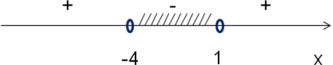 + - +
-4 1 x